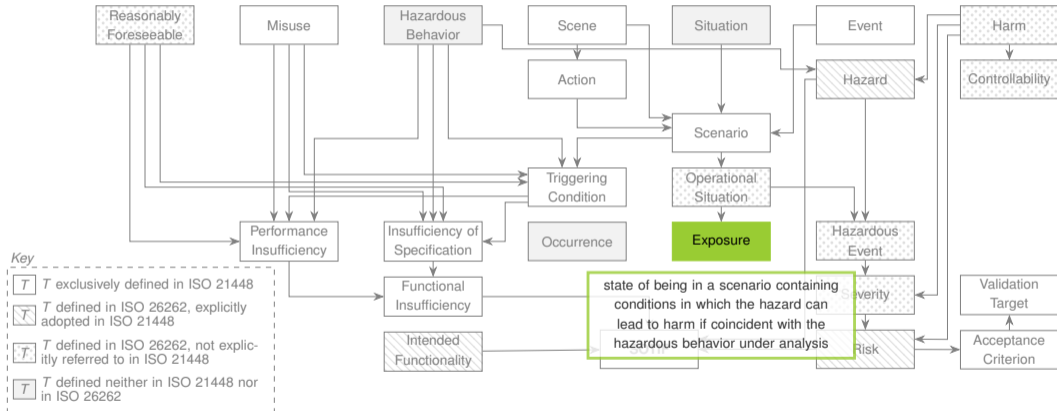 Reasonably
Foreseeable
Misuse
Hazardous
Behavior
Scene
Situation
Event
Harm
Action
Hazard
Controllability
Scenario
Triggering
Condition
Operational
Situation
Performance
Insufficiency
Insufficiency of
Specification
Occurrence
Exposure
Hazardous
Event
Functional
Insufficiency
state of being in a scenario containing
conditions in which the hazard can
lead to harm if coincident with the
hazardous behavior under analysis
Severity
Validation
Target
Intended
Functionality
Risk
Acceptance
Criterion
Key
T T exclusively defined in ISO 21448
T T defined in ISO 26262, explicitly
adopted in ISO 21448
T T defined in ISO 26262, not explic-
itly referred to in ISO 21448
T T defined neither in ISO 21448 nor
in ISO 26262